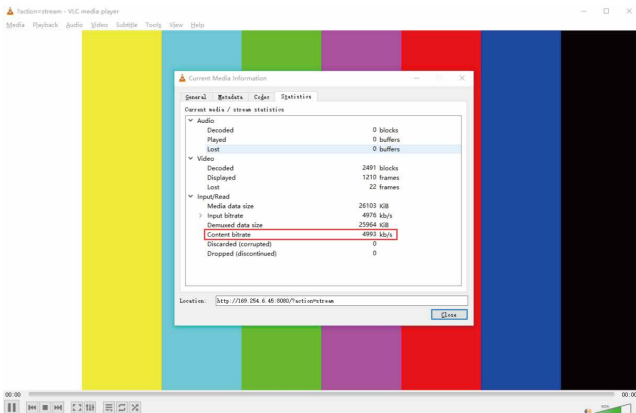 ?action=stream - VLC media player
Media Playback Audio Video Subtitle Tools View Help
Current Media Information
General Metadata Codec Statistics
Current media / stream statistics
Audio
Decoded 0 blocks
Played 0 buffers
Lost 0 buffers
Video
Decoded 2491 blocks
Displayed 1210 frames
Lost 22 frames
Input/Read
Media data size 26103 KiB
Input bitrate 4976 kb/s
Demuxed data size 25964 KiB
Content bitrate 4993 kb/s
Discarded (corrupted) 0
Dropped (discontinued) 0
Location: http://169.254.6.45:8080/?action=stream
Close
00:00 00:00